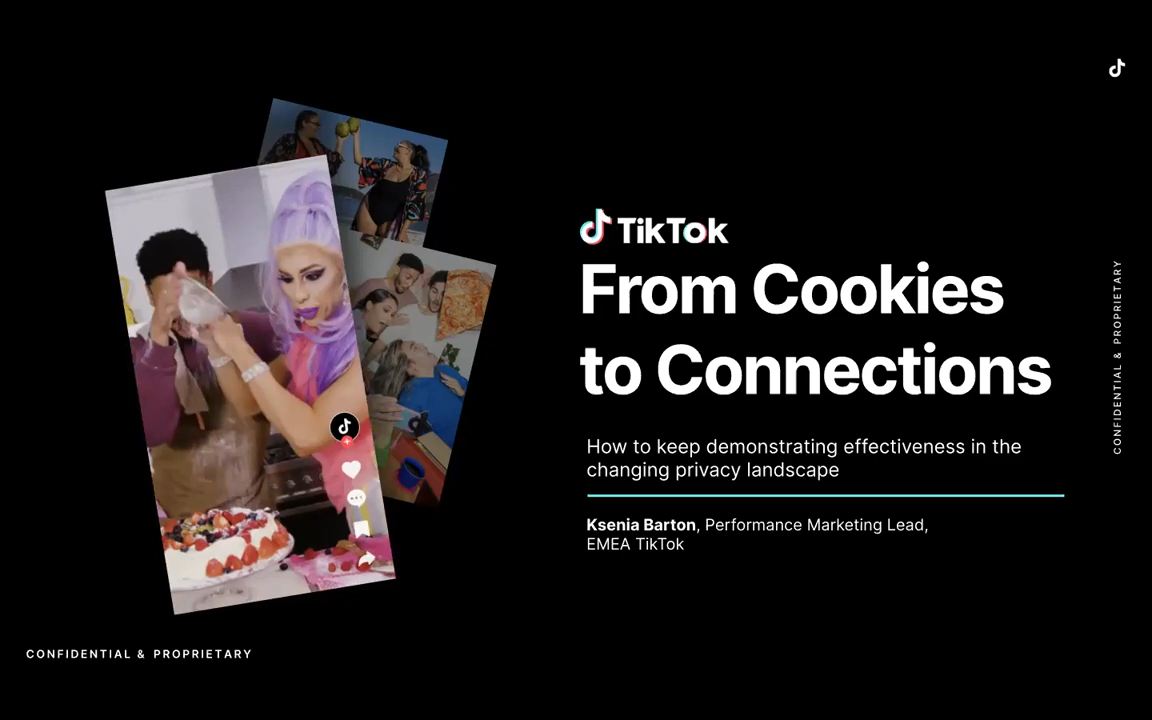 TikTok
From Cookies
to Connections
How to keep demonstrating effectiveness in the
changing privacy landscape
Ksenia Barton, Performance Marketing Lead,
EMEA TikTok
CONFIDENTIAL & PROPRIETARY
CONFIDENTIAL & PROPRIETARY